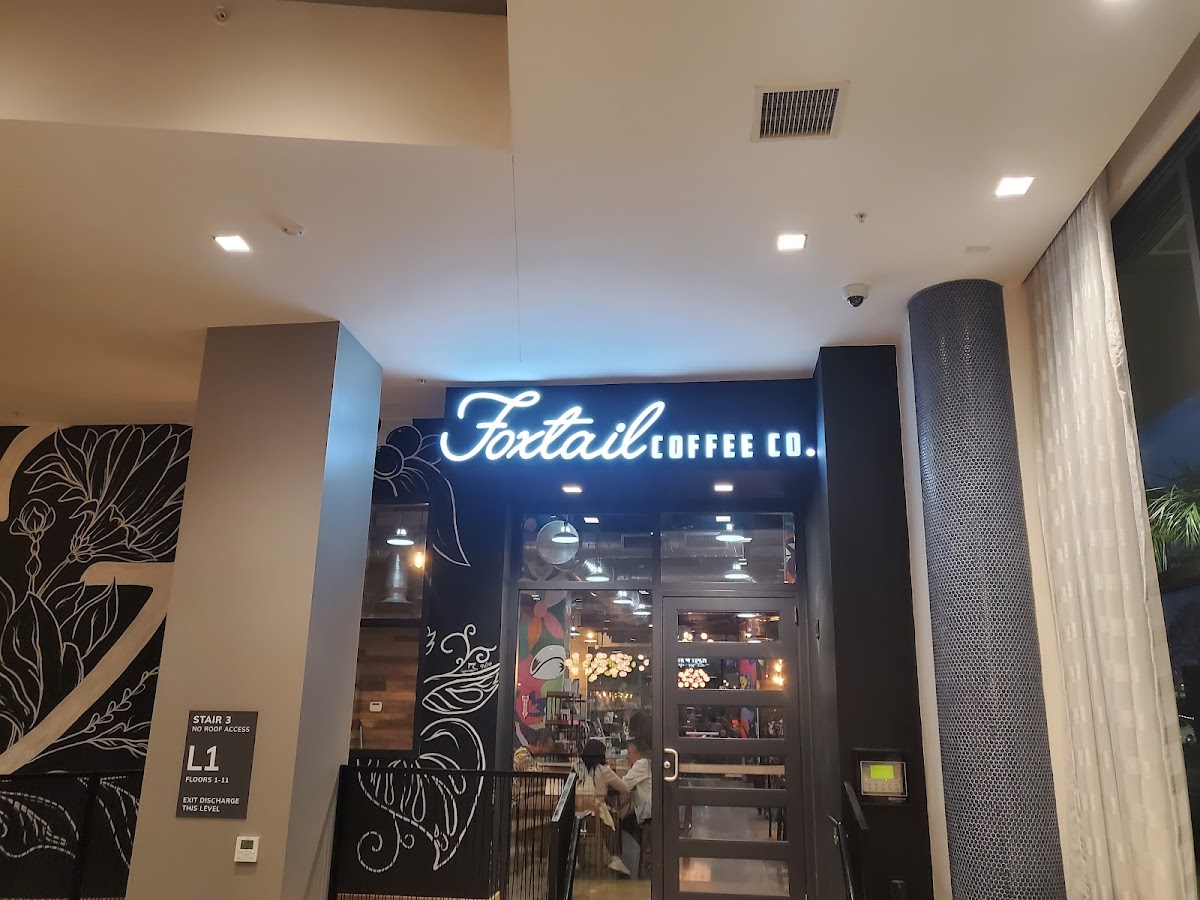 Foxtail COFFEE CO.
STAIR 3
NO ROOF ACCESS
L1
FLOORS 1-11
EXIT DISCHARGE
THIS LEVEL